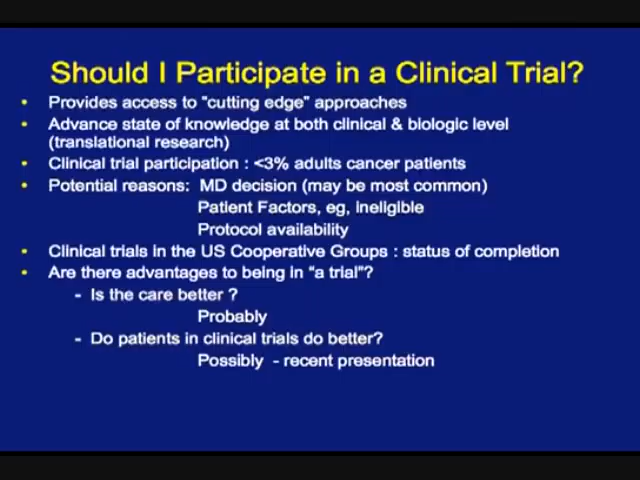 Should I Participate in a Clinical Trial?
• Provides access to "cutting edge" approaches
• Advance state of knowledge at both clinical & biologic level
(translational research)
• Clinical trial participation : <3% adults cancer patients
• Potential reasons: MD decision (may be most common)
Patient Factors, eg, ineligible
Protocol availability
• Clinical trials in the US Cooperative Groups : status of completion
• Are there advantages to being in "a trial"?
- Is the care better ?
Probably
- Do patients in clinical trials do better?
Possibly - recent presentation